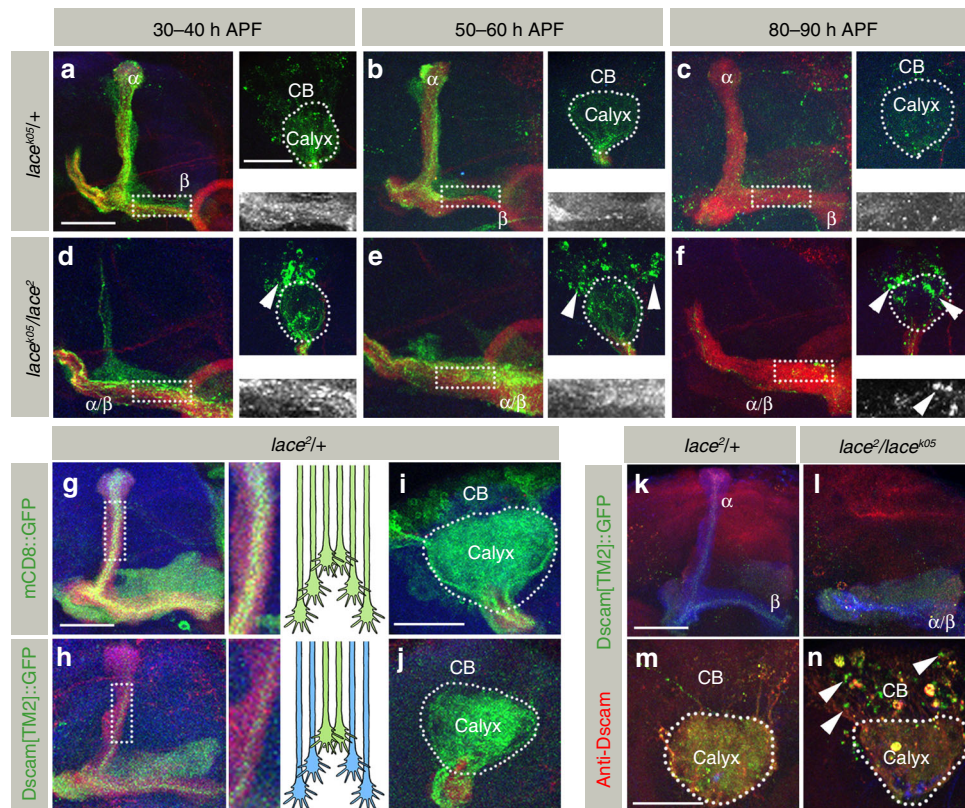 30–40 h APF
50–60 h APF
80–90 h APF
lace^k05/+
a
α
β
CB
Calyx
b
α
β
CB
Calyx
c
α
β
CB
Calyx
lace^k05/lace^2
d
α/β
e
α/β
f
α/β
lace^2/+
lace^2/+
lace^2/lace^k05
mCD8::GFP
g
i
CB
Calyx
Dscam[TM2]::GFP
h
j
CB
Calyx
Dscam[TM2]::GFP
k
α
β
l
α/β
Anti-Dscam
m
CB
Calyx
n
CB
Calyx